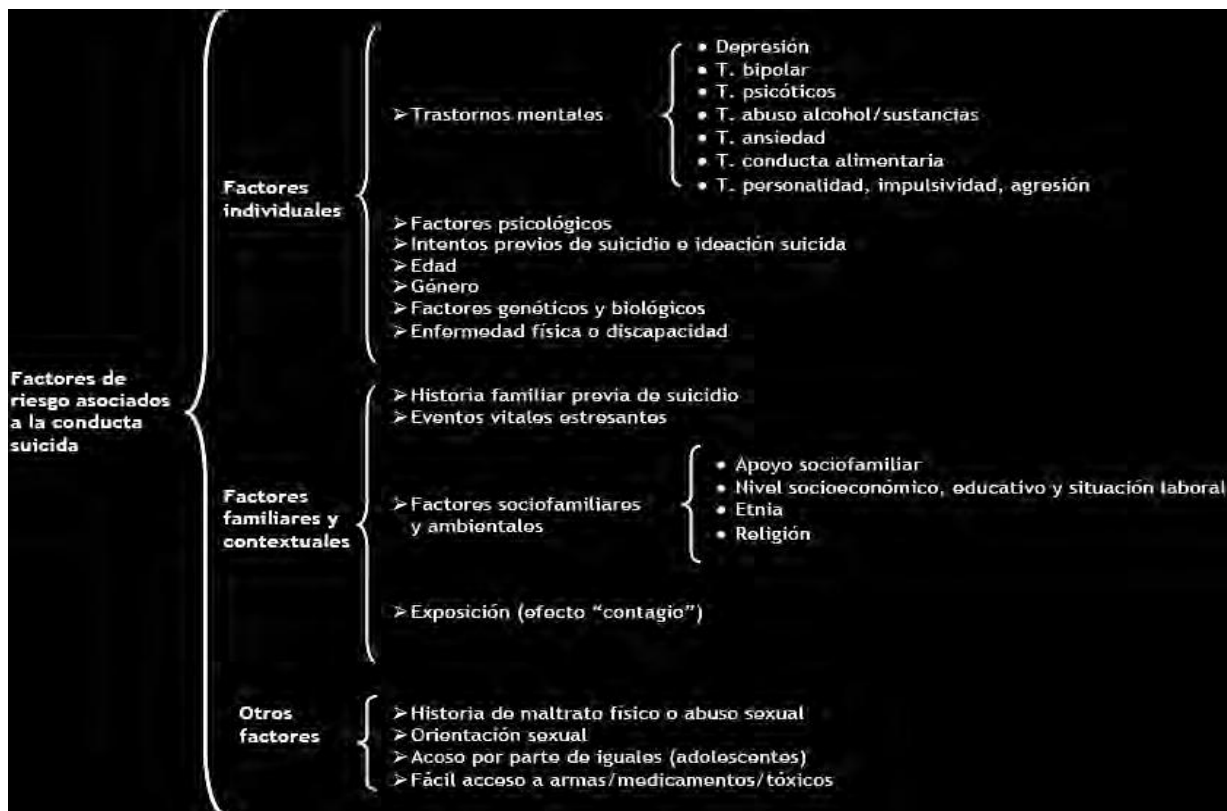 Factores de
riesgo asociados
a la conducta
suicida
Factores
individuales
➢ Trastornos mentales
• Depresión
• T. bipolar
• T. psicóticos
• T. abuso alcohol/sustancias
• T. ansiedad
• T. conducta alimentaria
• T. personalidad, impulsividad, agresión
➢ Factores psicológicos
➢ Intentos previos de suicidio e ideación suicida
➢ Edad
➢ Género
➢ Factores genéticos y biológicos
➢ Enfermedad física o discapacidad
Factores
familiares y
contextuales
➢ Historia familiar previa de suicidio
➢ Eventos vitales estresantes
➢ Factores sociofamiliares
y ambientales
• Apoyo sociofamiliar
• Nivel socioeconómico, educativo y situación laboral
• Etnia
• Religión
➢ Exposición (efecto “contagio”)
Otros
factores
➢ Historia de maltrato físico o abuso sexual
➢ Orientación sexual
➢ Acoso por parte de iguales (adolescentes)
➢ Fácil acceso a armas/medicamentos/tóxicos